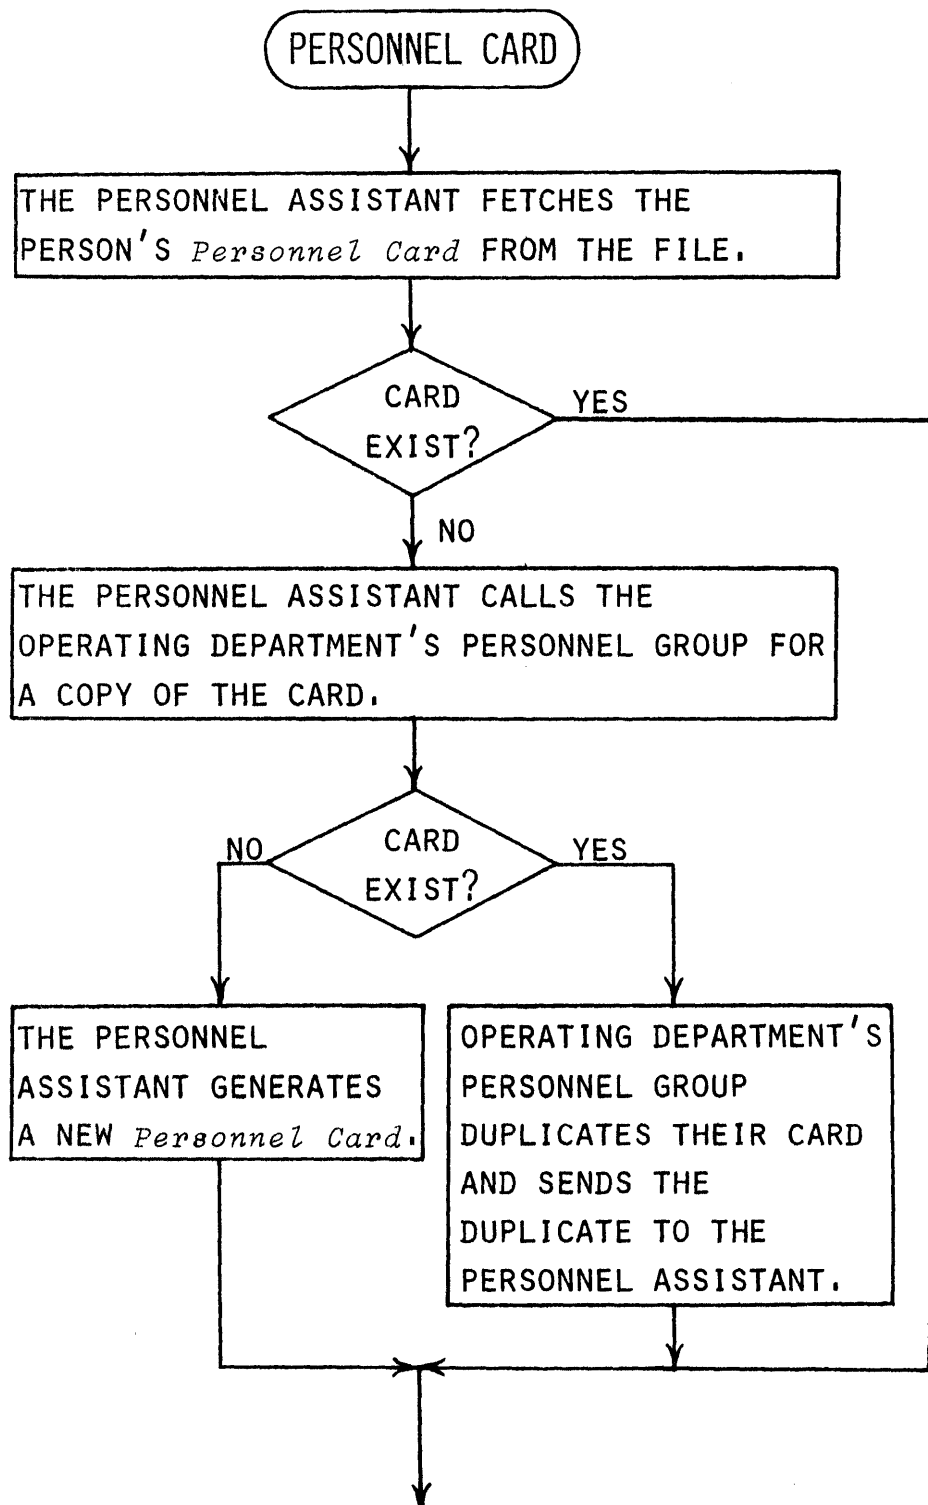 PERSONNEL CARD
THE PERSONNEL ASSISTANT FETCHES THE
PERSON'S Personnel Card FROM THE FILE.
CARD
EXIST?
YES
NO
THE PERSONNEL ASSISTANT CALLS THE
OPERATING DEPARTMENT'S PERSONNEL GROUP FOR
A COPY OF THE CARD.
NO
CARD
EXIST?
YES
THE PERSONNEL
ASSISTANT GENERATES
A NEW Personnel Card.
OPERATING DEPARTMENT'S
PERSONNEL GROUP
DUPLICATES THEIR CARD
AND SENDS THE
DUPLICATE TO THE
PERSONNEL ASSISTANT.